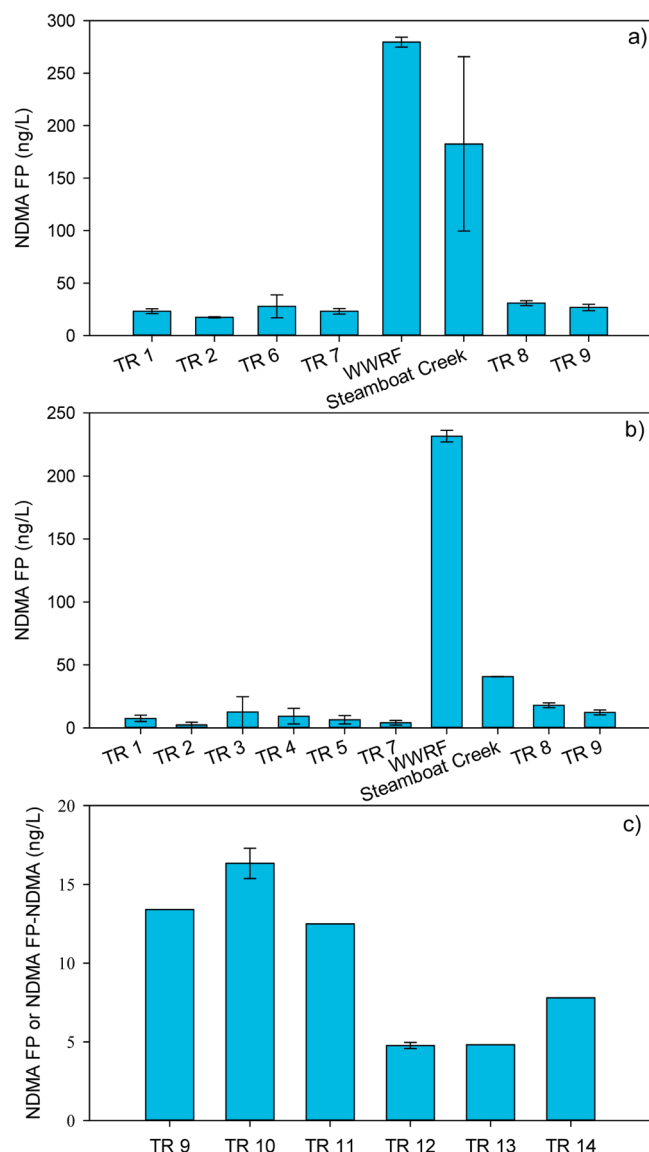 a)
300
250
200
150
100
50
0
NDMA FP (ng/L)
TR 1 TR 2 TR 6 TR 7 WWRF Steamboat Creek TR 8 TR 9
b)
250
200
150
100
50
0
NDMA FP (ng/L)
TR 1 TR 2 TR 3 TR 4 TR 5 TR 7 WWRF Steamboat Creek TR 8 TR 9
c)
20
15
10
5
0
NDMA FP or NDMA FP-NDMA (ng/L)
TR 9 TR 10 TR 11 TR 12 TR 13 TR 14